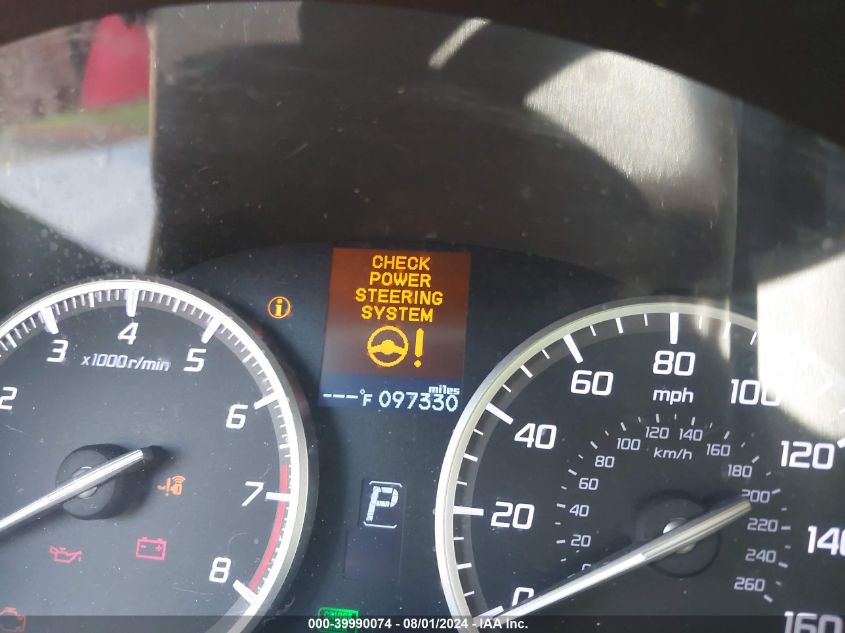 CHECK
POWER
STEERING
SYSTEM
miles
---°F 097330
2 3 4 5 6 7 8
x1000r/min
P
0 20 40 60 80 100 120 140 160
mph
20 40 60 80 100 120 140 160 180 200 220 240 260
km/h
000-39990074 - 08/01/2024 - IAA Inc.